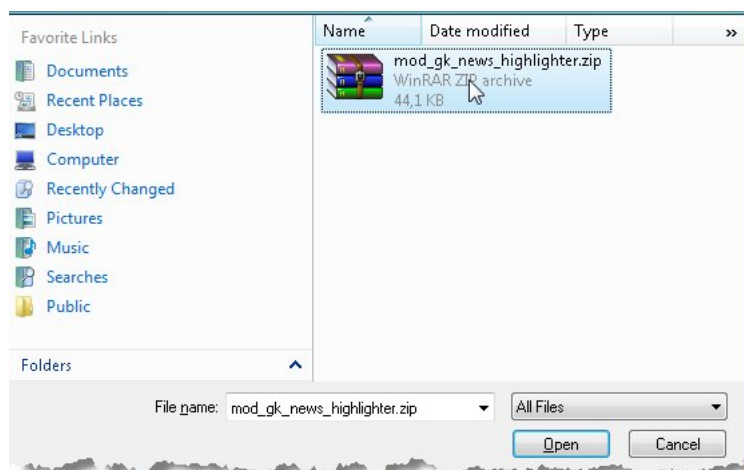 Favorite Links
Documents
Recent Places
Desktop
Computer
Recently Changed
Pictures
Music
Searches
Public
Folders
Name Date modified Type »
mod_gk_news_highlighter.zip
WinRAR ZIP archive
44,1 KB
File name: mod_gk_news_highlighter.zip All Files
Open Cancel